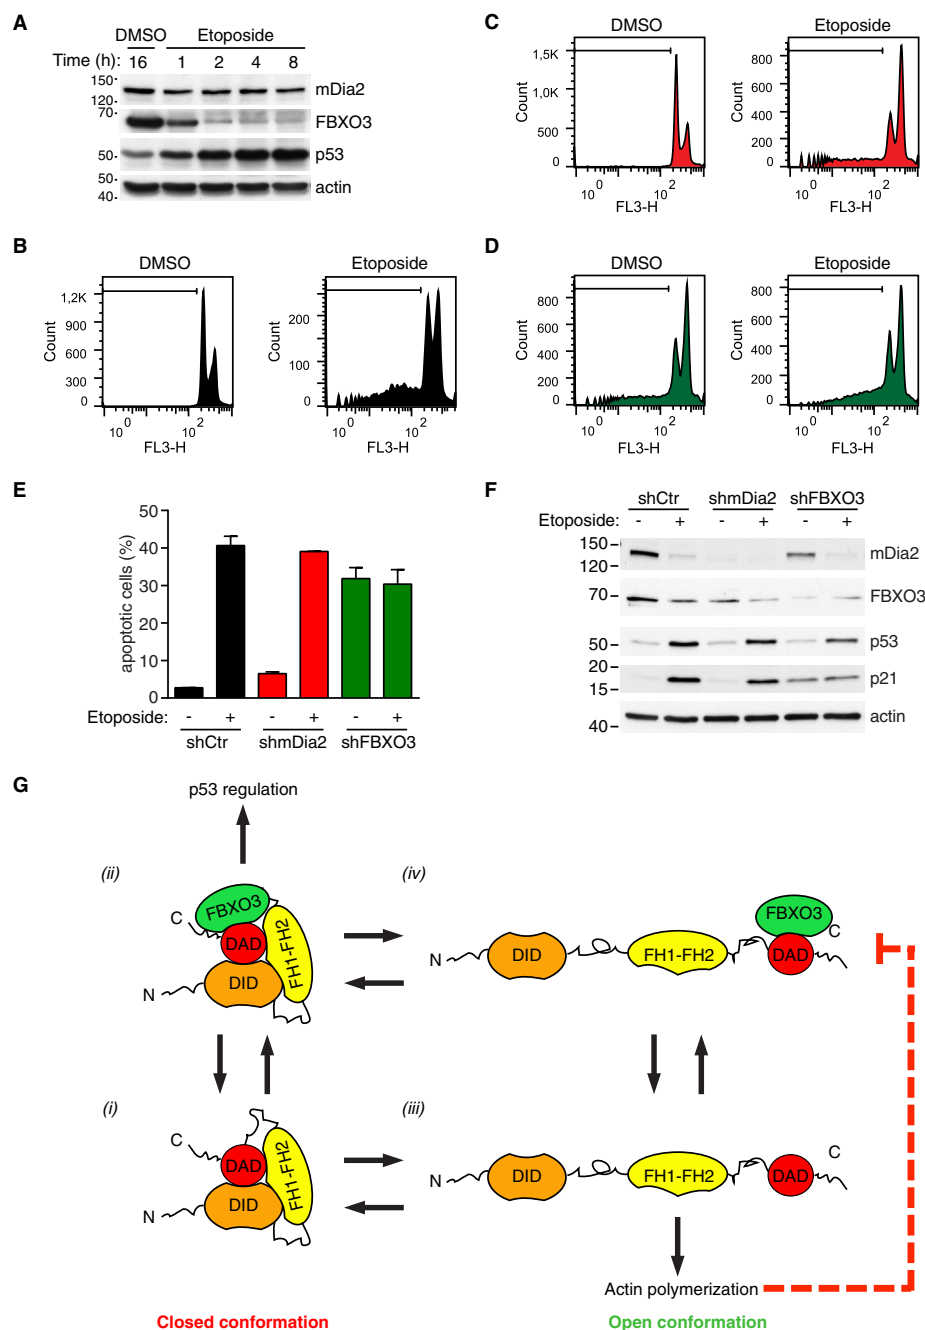 A
DMSO Etoposide
Time (h): 16 1 2 4 8
150
120
mDia2
70
FBXO3
50
p53
50
40
actin
B
DMSO
1,2K
900
600
300
0
Count
10^0 10^2
FL3-H
Etoposide
200
100
0
Count
10^0 10^2
FL3-H
C
DMSO
1,5K
1,0K
500
0
Count
10^0 10^2
FL3-H
Etoposide
800
600
400
200
0
Count
10^0 10^2
FL3-H
D
DMSO
800
600
400
200
0
Count
10^0 10^2
FL3-H
Etoposide
800
600
400
200
0
Count
10^0 10^2
FL3-H
E
50
40
30
20
10
0
apoptotic cells (%)
Etoposide: - + - + - +
shCtr shmDia2 shFBXO3
F
shCtr shmDia2 shFBXO3
Etoposide: - + - + - +
150
120
mDia2
70
FBXO3
50
p53
20
15
p21
40
actin
G
p53 regulation
(ii)
C
FBXO3
DAD
FH1-FH2
DID
N
(iv)
N
DID
FH1-FH2
FBXO3
C
DAD
(i)
C
DAD
FH1-FH2
DID
N
(iii)
N
DID
FH1-FH2
DAD
C
Actin polymerization
Closed conformation
Open conformation